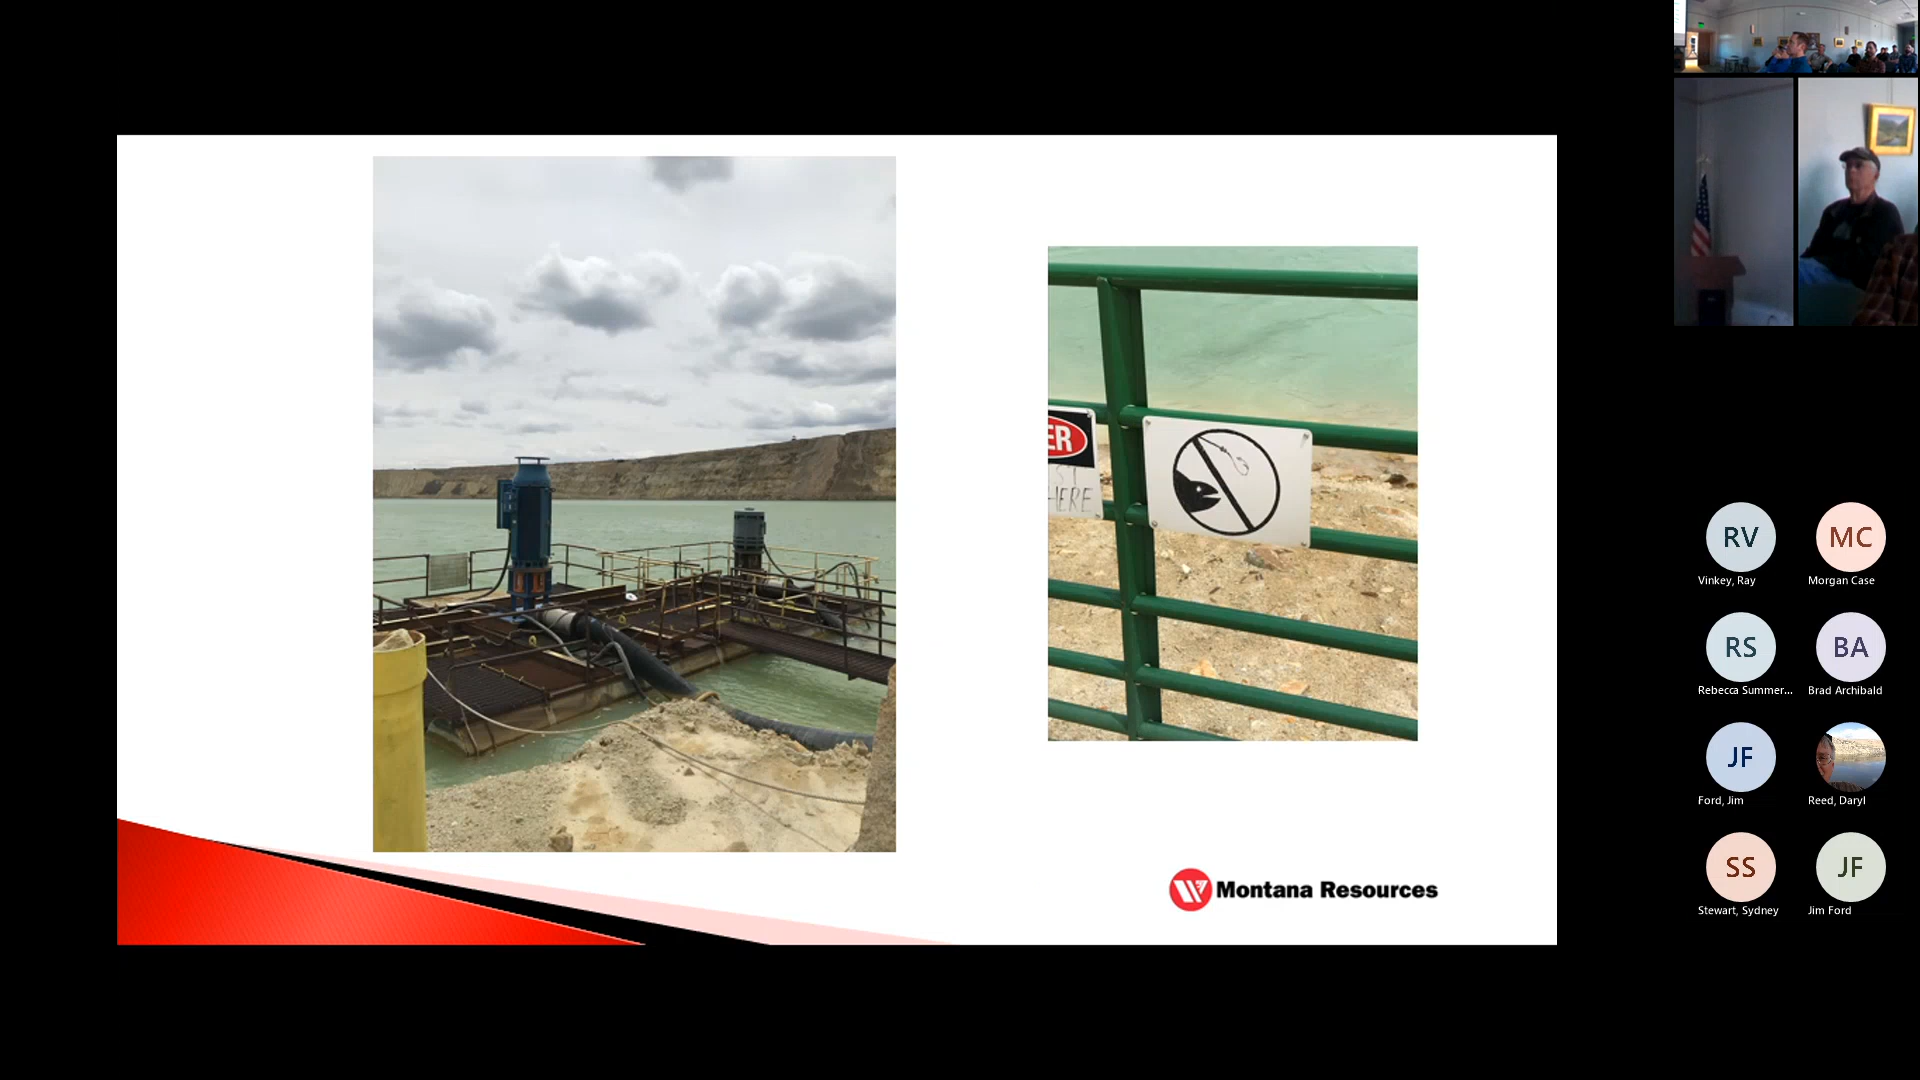 ER
HERE
Montana Resources
RV
MC
Vinkey, Ray
Morgan Case
RS
BA
Rebecca Summer...
Brad Archibald
JF
Ford, Jim
Reed, Daryl
SS
JF
Stewart, Sydney
Jim Ford